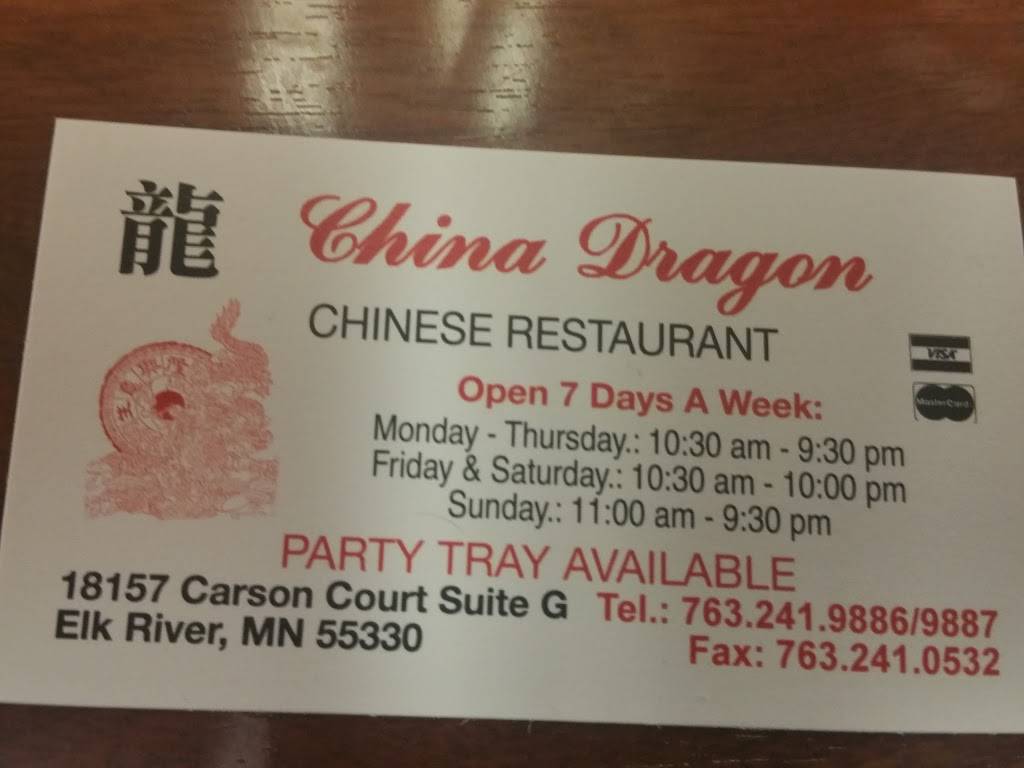 龍
China Dragon
CHINESE RESTAURANT
VISA
MasterCard
Open 7 Days A Week:
Monday - Thursday.: 10:30 am - 9:30 pm
Friday & Saturday.: 10:30 am - 10:00 pm
Sunday.: 11:00 am - 9:30 pm
PARTY TRAY AVAILABLE
18157 Carson Court Suite G
Elk River, MN 55330
Tel.: 763.241.9886/9887
Fax: 763.241.0532